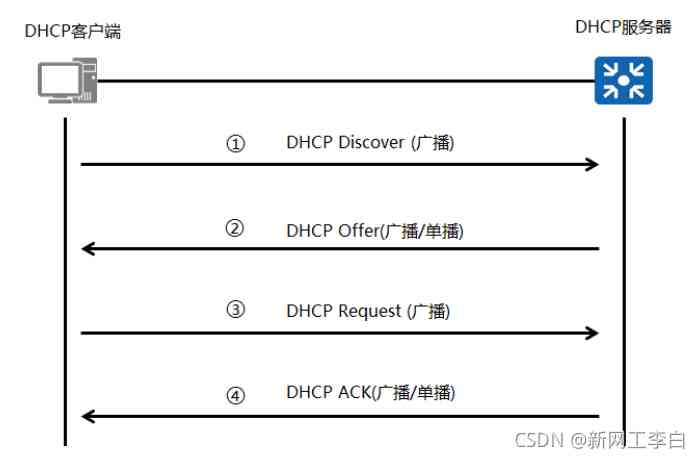 DHCP客户端
DHCP服务器
① DHCP Discover (广播)
② DHCP Offer(广播/单播)
③ DHCP Request (广播)
④ DHCP ACK(广播/单播)
CSDN @新网工李白